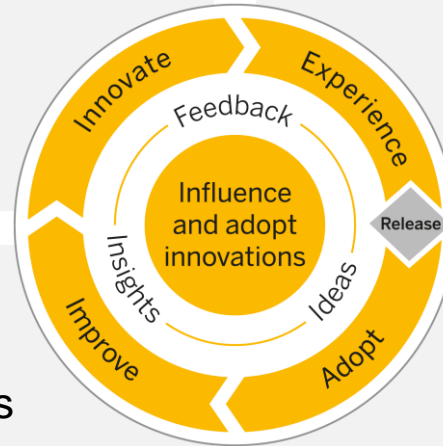 Innovate
Experience
Feedback
Influence
and adopt
innovations
Release
Insights
Ideas
Improve
Adopt
s